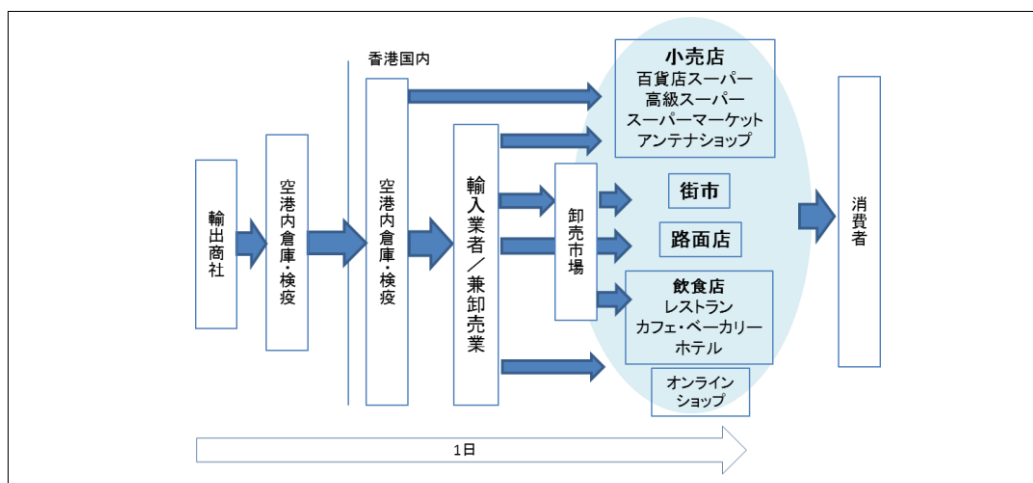 香港国内
輸出商社
空港内倉庫・検疫
空港内倉庫・検疫
輸入業者／兼卸売業
卸売市場
小売店
百貨店スーパー
高級スーパー
スーパーマーケット
アンテナショップ
街市
路面店
飲食店
レストラン
カフェ・ベーカリー
ホテル
オンライン
ショップ
消費者
1日